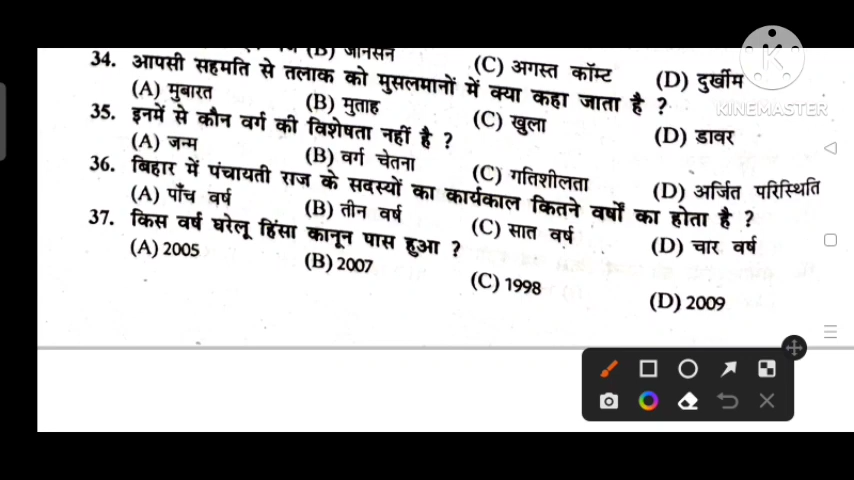 (B) जॉनसन (C) अगस्त कॉम्ट (D) दुर्खीम
34. आपसी सहमति से तलाक को मुसलमानों में क्या कहा जाता है ?
(A) मुबारत (B) मुताह (C) खुला (D) डावर
35. इनमें से कौन वर्ग की विशेषता नहीं है ?
(A) जन्म (B) वर्ग चेतना (C) गतिशीलता (D) अर्जित परिस्थिति
36. बिहार में पंचायती राज के सदस्यों का कार्यकाल कितने वर्षों का होता है ?
(A) पाँच वर्ष (B) तीन वर्ष (C) सात वर्ष (D) चार वर्ष
37. किस वर्ष घरेलू हिंसा कानून पास हुआ ?
(A) 2005 (B) 2007 (C) 1998 (D) 2009
K
KINEMASTER